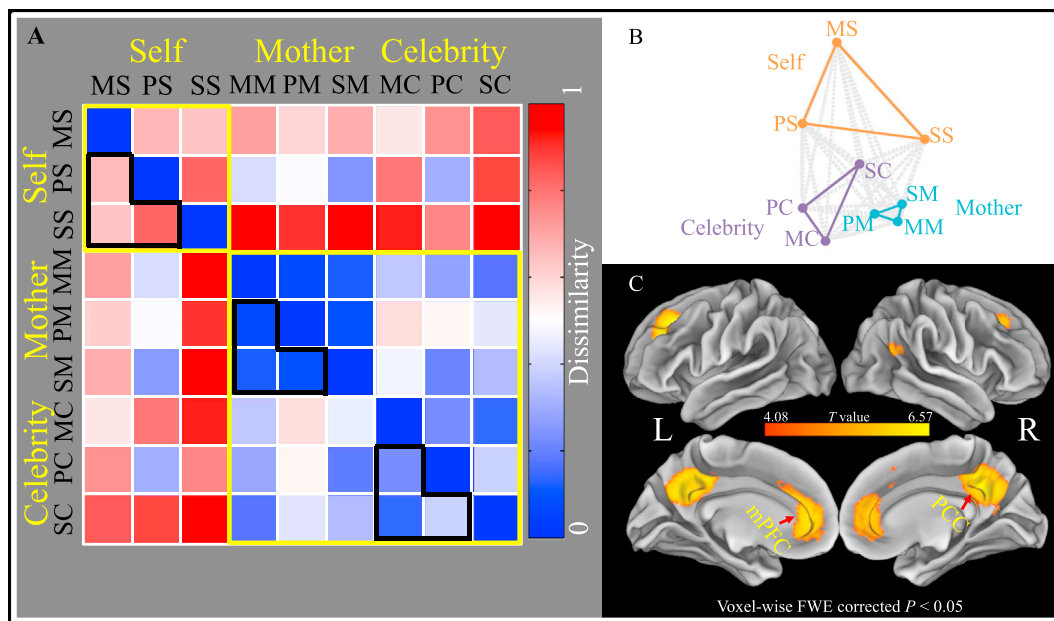 A
Self Mother Celebrity
MS PS SS MM PM SM MC PC SC
Self
Mother
Celebrity
MS
PS
SS
MM
PM
SM
MC
PC
SC
1
Dissimilarity
0
B
MS
Self
PS
SS
SC
SM
PC
PM
Mother
Celebrity
MM
MC
C
4.08 T value 6.57
L
R
mPFC
PCC
Voxel-wise FWE corrected P < 0.05